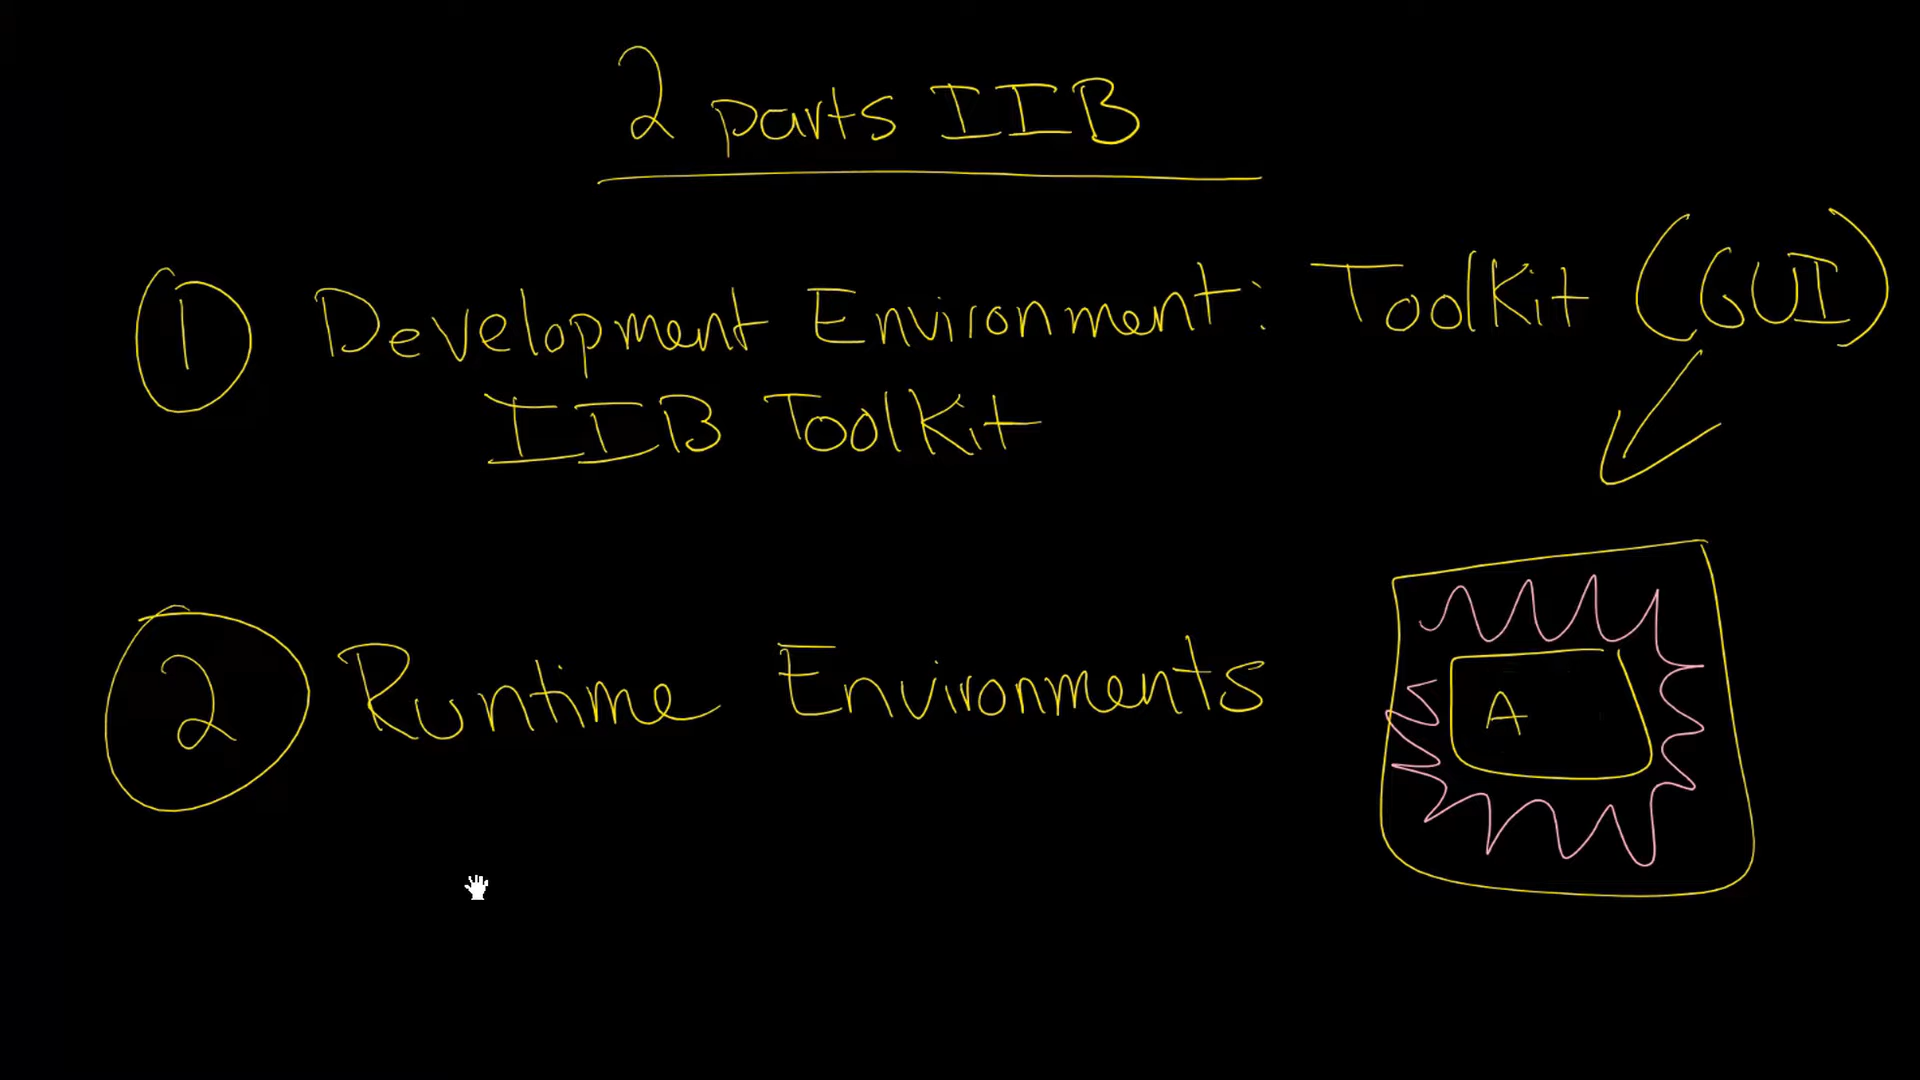 2 parts IIB
1 Development Environment: Toolkit (GUI)
IIB Toolkit
2 Runtime Environments
A